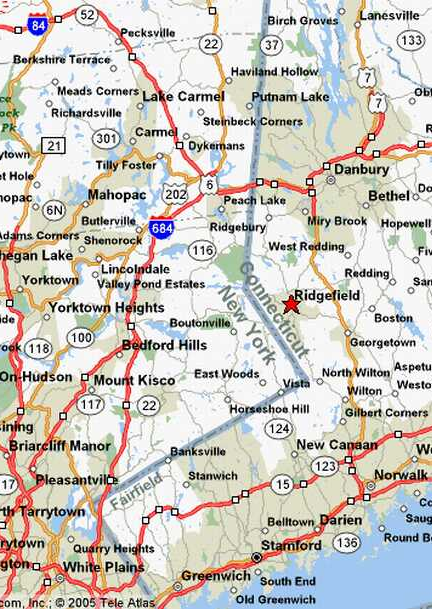 84
52
Pecksville
Birch Groves
Lanesville
22
37
133
Berkshire Terrace
Haviland Hollow
7
Meads Corners
Lake Carmel
Putnam Lake
7
Richardsville
Steinbeck Corners
301
Carmel
Dykemans
21
Tilly Foster
Danbury
202
6
Mahopac
Peach Lake
Bethel
6N
Butlerville
Miry Brook
684
Ridgebury
Adams Corners
Shenorock
West Redding
116
Lincolndale
Redding
Yorktown
Valley Pond Estates
Connecticut
Ridgefield
Yorktown Heights
New York
Boston
Boutonville
100
Georgetown
118
Bedford Hills
On-Hudson
Mount Kisco
East Woods
North Wilton
Vista
Wilton
117
22
Horseshoe Hill
Gilbert Corners
124
Briarcliff Manor
New Canaan
Banksville
123
Pleasantville
Stanwich
Norwalk
17
Fairfield
15
Belltown
Darien
136
Quarry Heights
Stamford
White Plains
Greenwich
South End
Old Greenwich
com, Inc.; © 2005 Tele Atlas